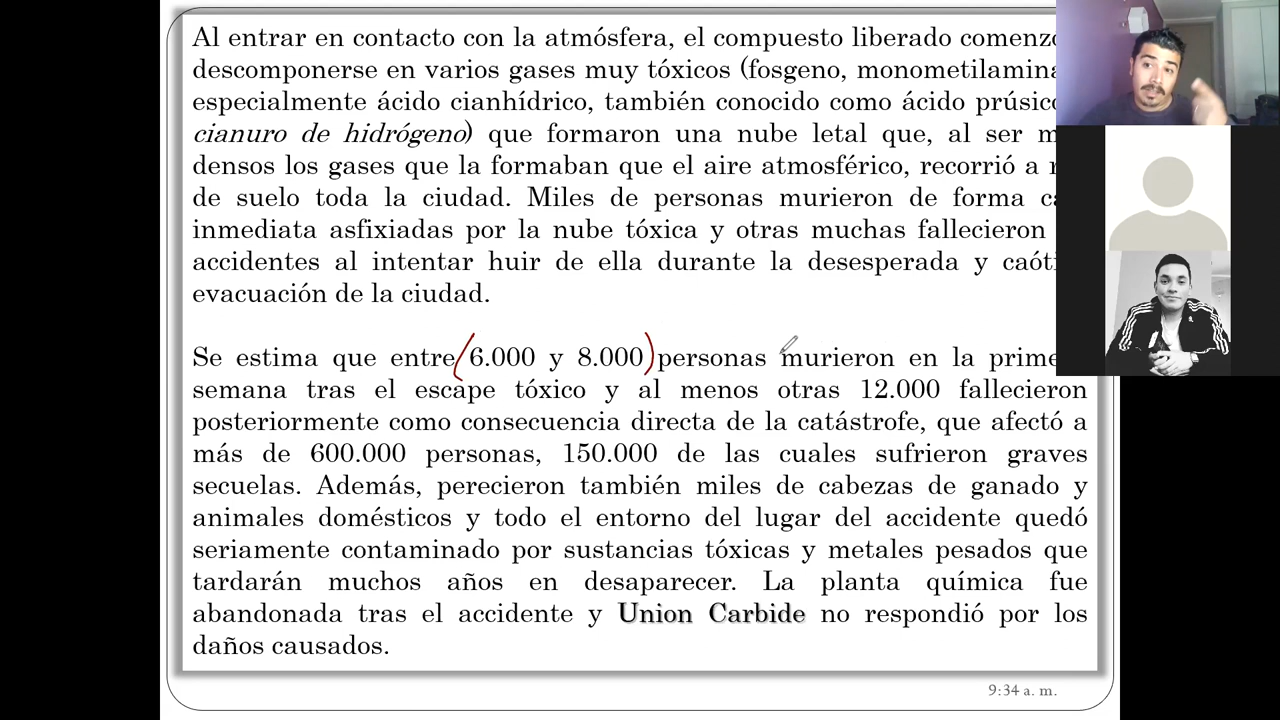 Al entrar en contacto con la atmósfera, el compuesto liberado comenzó
descomponerse en varios gases muy tóxicos (fosgeno, monometilamina
especialmente ácido cianhídrico, también conocido como ácido prúsico
cianuro de hidrógeno) que formaron una nube letal que, al ser
densos los gases que la formaban que el aire atmosférico, recorrió a
de suelo toda la ciudad. Miles de personas murieron de forma
inmediata asfixiadas por la nube tóxica y otras muchas fallecieron
accidentes al intentar huir de ella durante la desesperada y
evacuación de la ciudad.
Se estima que entre 6.000 y 8.000 personas murieron en la
semana tras el escape tóxico y al menos otras 12.000 fallecieron
posteriormente como consecuencia directa de la catástrofe, que afectó a
más de 600.000 personas, 150.000 de las cuales sufrieron graves
secuelas. Además, perecieron también miles de cabezas de ganado y
animales domésticos y todo el entorno del lugar del accidente quedó
seriamente contaminado por sustancias tóxicas y metales pesados que
tardarán muchos años en desaparecer. La planta química fue
abandonada tras el accidente y Union Carbide no respondió por los
daños causados.
9:34 a. m.